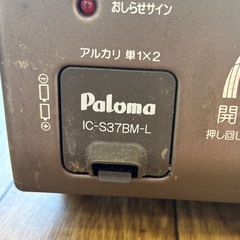 おしらせサイン
アルカリ 単1×2
Paloma
IC-S37BM-L
開
押し回し